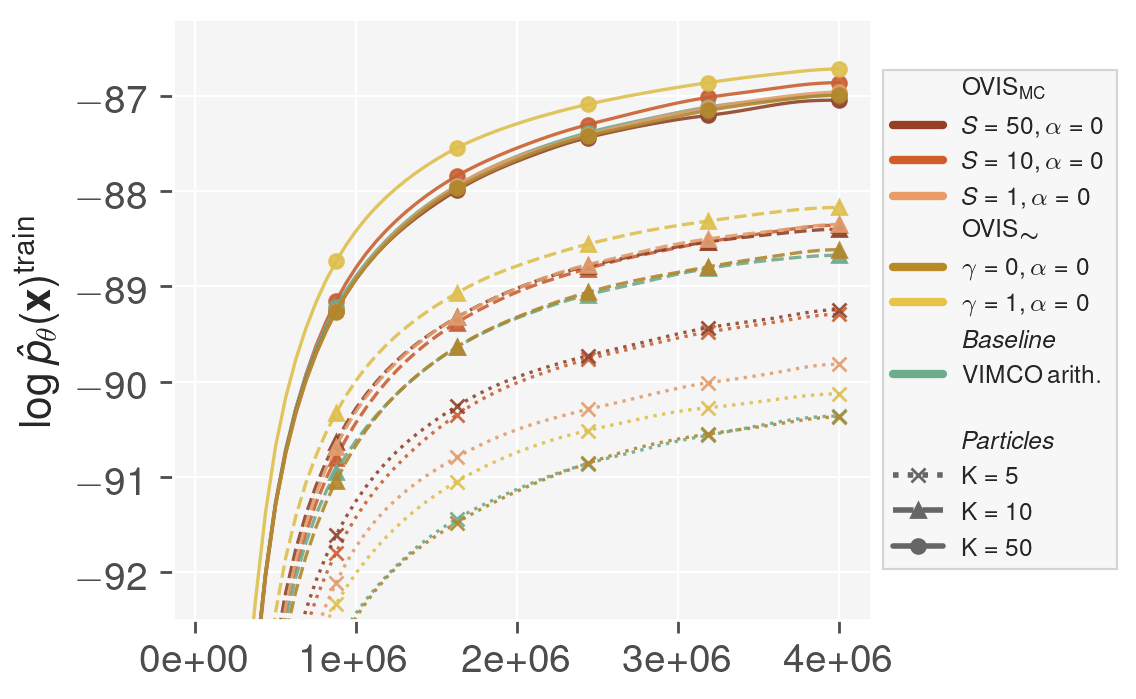 log p̂θ(x)train
−87
−88
−89
−90
−91
−92
0e+00 1e+06 2e+06 3e+06 4e+06
OVISMC
S = 50, α = 0
S = 10, α = 0
S = 1, α = 0
OVIS∼
γ = 0, α = 0
γ = 1, α = 0
Baseline
VIMCO arith.
Particles
K = 5
K = 10
K = 50